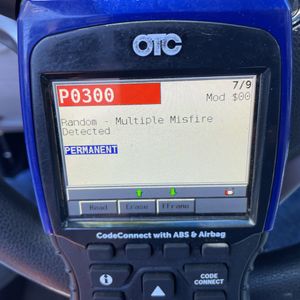 OTC
7/9
P0300
Mod $00
Random - Multiple Misfire
Detected
PERMANENT
Read
Erase
FFrame
CodeConnect with ABS & Airbag
i
CODE
CONNECT